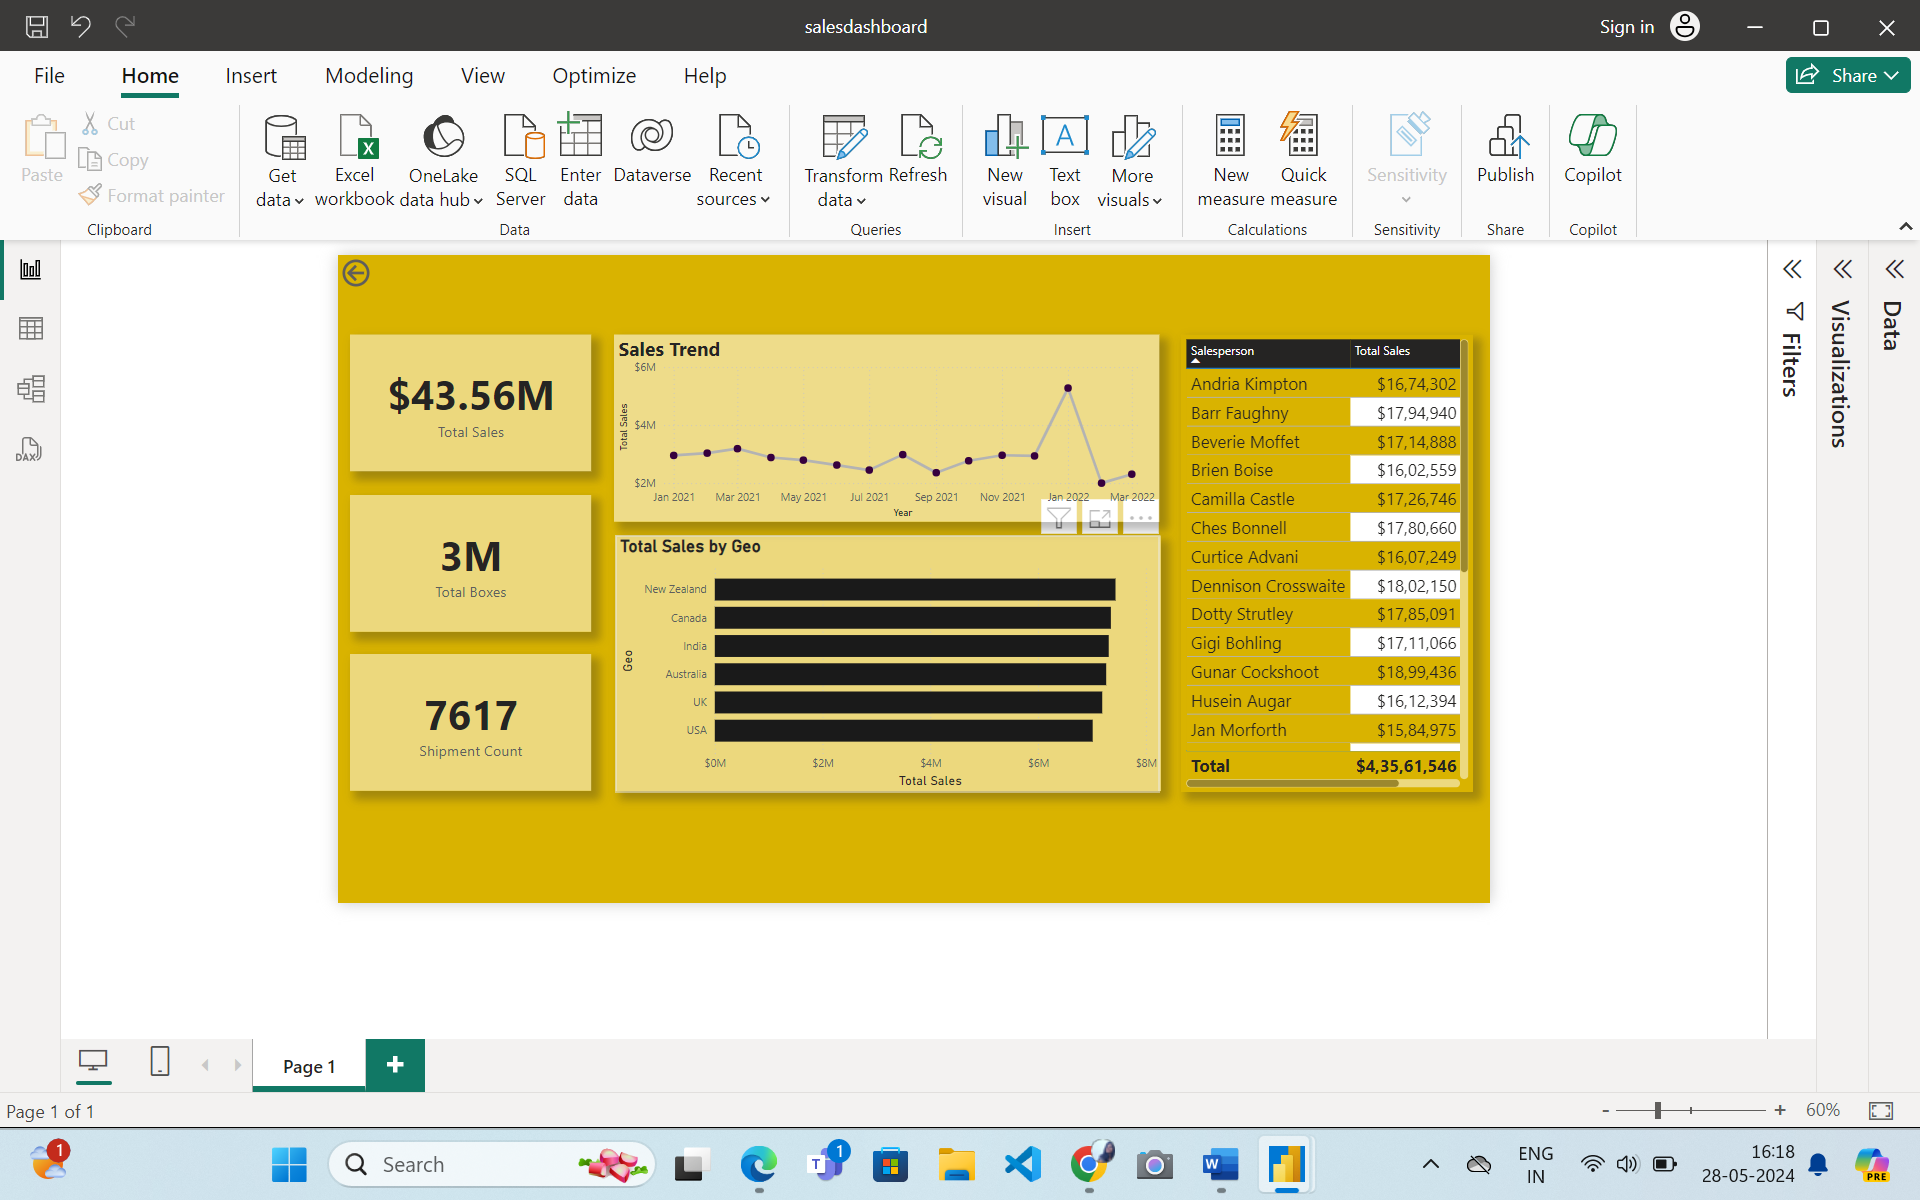 salesdashboard
Sign in
File Home Insert Modeling View Optimize Help
Share
Paste
Cut
Copy
Format painter
Clipboard
Get data
Excel workbook
OneLake data hub
SQL Server
Enter data
Dataverse
Recent sources
Data
Transform data
Refresh
Queries
New visual
Text box
More visuals
Insert
New measure
Quick measure
Calculations
Sensitivity
Sensitivity
Publish
Share
Copilot
Copilot
$43.56M
Total Sales
3M
Total Boxes
7617
Shipment Count
Sales Trend
$6M
$4M
$2M
Total Sales
Jan 2021 Mar 2021 May 2021 Jul 2021 Sep 2021 Nov 2021 Jan 2022 Mar 2022
Year
Total Sales by Geo
Geo
New Zealand
Canada
India
Australia
UK
USA
$0M $2M $4M $6M $8M
Total Sales
Salesperson Total Sales
Andria Kimpton $16,74,302
Barr Faughny $17,94,940
Beverie Moffet $17,14,888
Brien Boise $16,02,559
Camilla Castle $17,26,746
Ches Bonnell $17,80,660
Curtice Advani $16,07,249
Dennison Crosswaite $18,02,150
Dotty Strutley $17,85,091
Gigi Bohling $17,11,066
Gunar Cockshoot $18,99,436
Husein Augar $16,12,394
Jan Morforth $15,84,975
Total $4,35,61,546
Filters
Visualizations
Data
DAX
Page 1
+
Page 1 of 1
- + 60%
1
Search
T
1
W
ENG
IN
16:18
28-05-2024
PRE